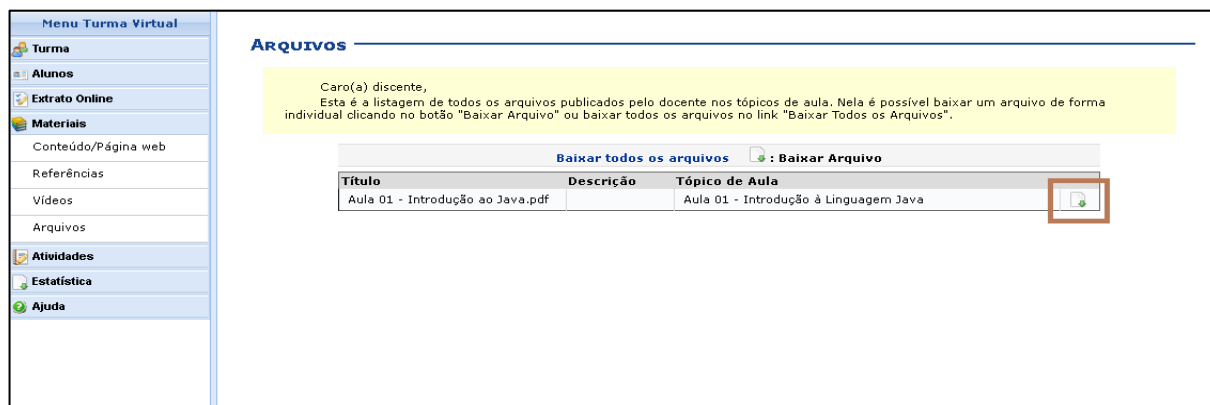 Menu Turma Virtual
Turma
Alunos
Extrato Online
Materiais
Conteúdo/Página web
Referências
Vídeos
Arquivos
Atividades
Estatística
Ajuda
ARQUIVOS
Caro(a) discente,
Esta é a listagem de todos os arquivos publicados pelo docente nos tópicos de aula. Nela é possível baixar um arquivo de forma
individual clicando no botão "Baixar Arquivo" ou baixar todos os arquivos no link "Baixar Todos os Arquivos".
Baixar todos os arquivos : Baixar Arquivo
Título Descrição Tópico de Aula
Aula 01 - Introdução ao Java.pdf Aula 01 - Introdução à Linguagem Java